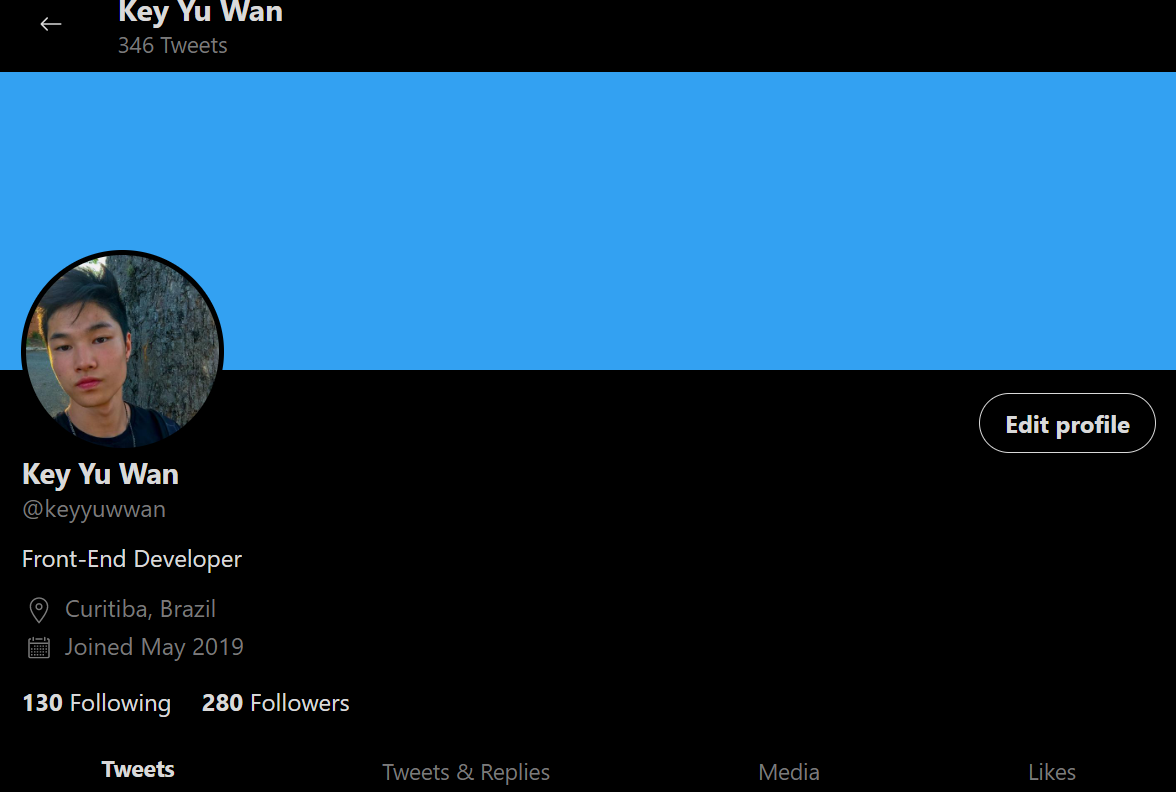 Key Yu Wan
346 Tweets
Edit profile
Key Yu Wan
@keyyuwwan
Front-End Developer
Curitiba, Brazil
Joined May 2019
130 Following 280 Followers
Tweets Tweets & Replies Media Likes